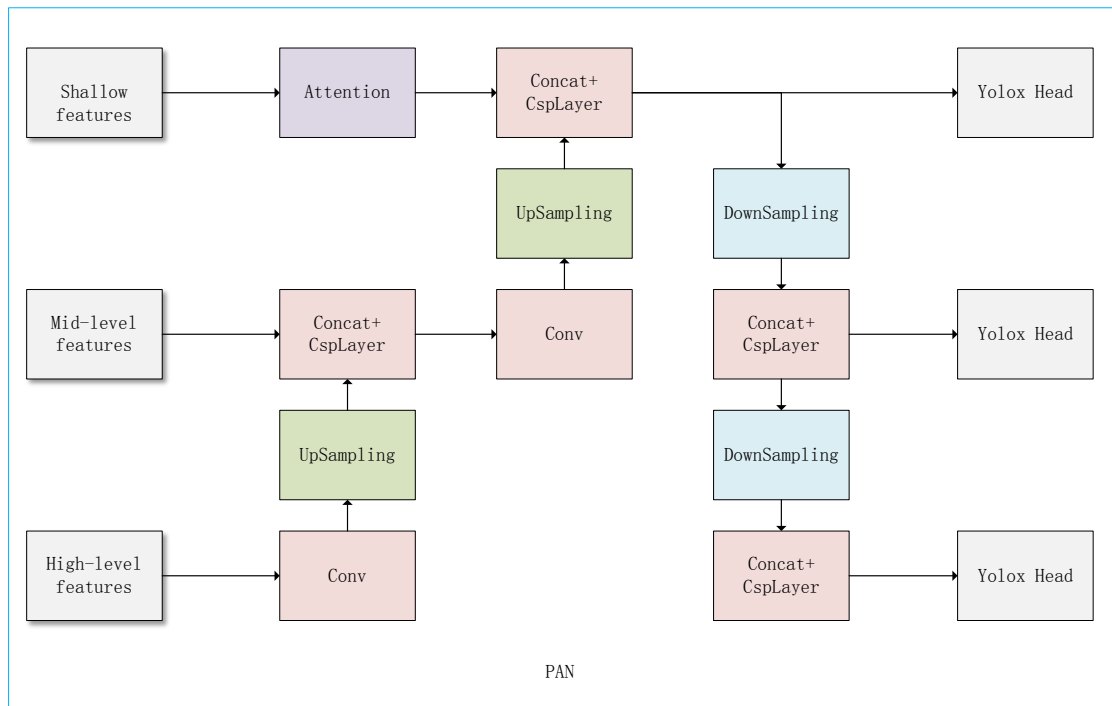 Shallow
features
Attention
Concat+
CspLayer
Yolox Head
UpSampling
DownSampling
Mid-level
features
Concat+
CspLayer
Conv
Concat+
CspLayer
Yolox Head
UpSampling
DownSampling
High-level
features
Conv
Concat+
CspLayer
Yolox Head
PAN